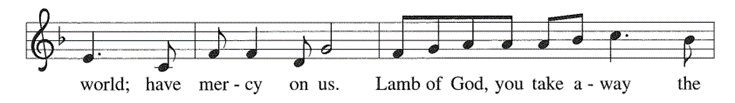 world; have mer - cy on us. Lamb of God, you take a - way the